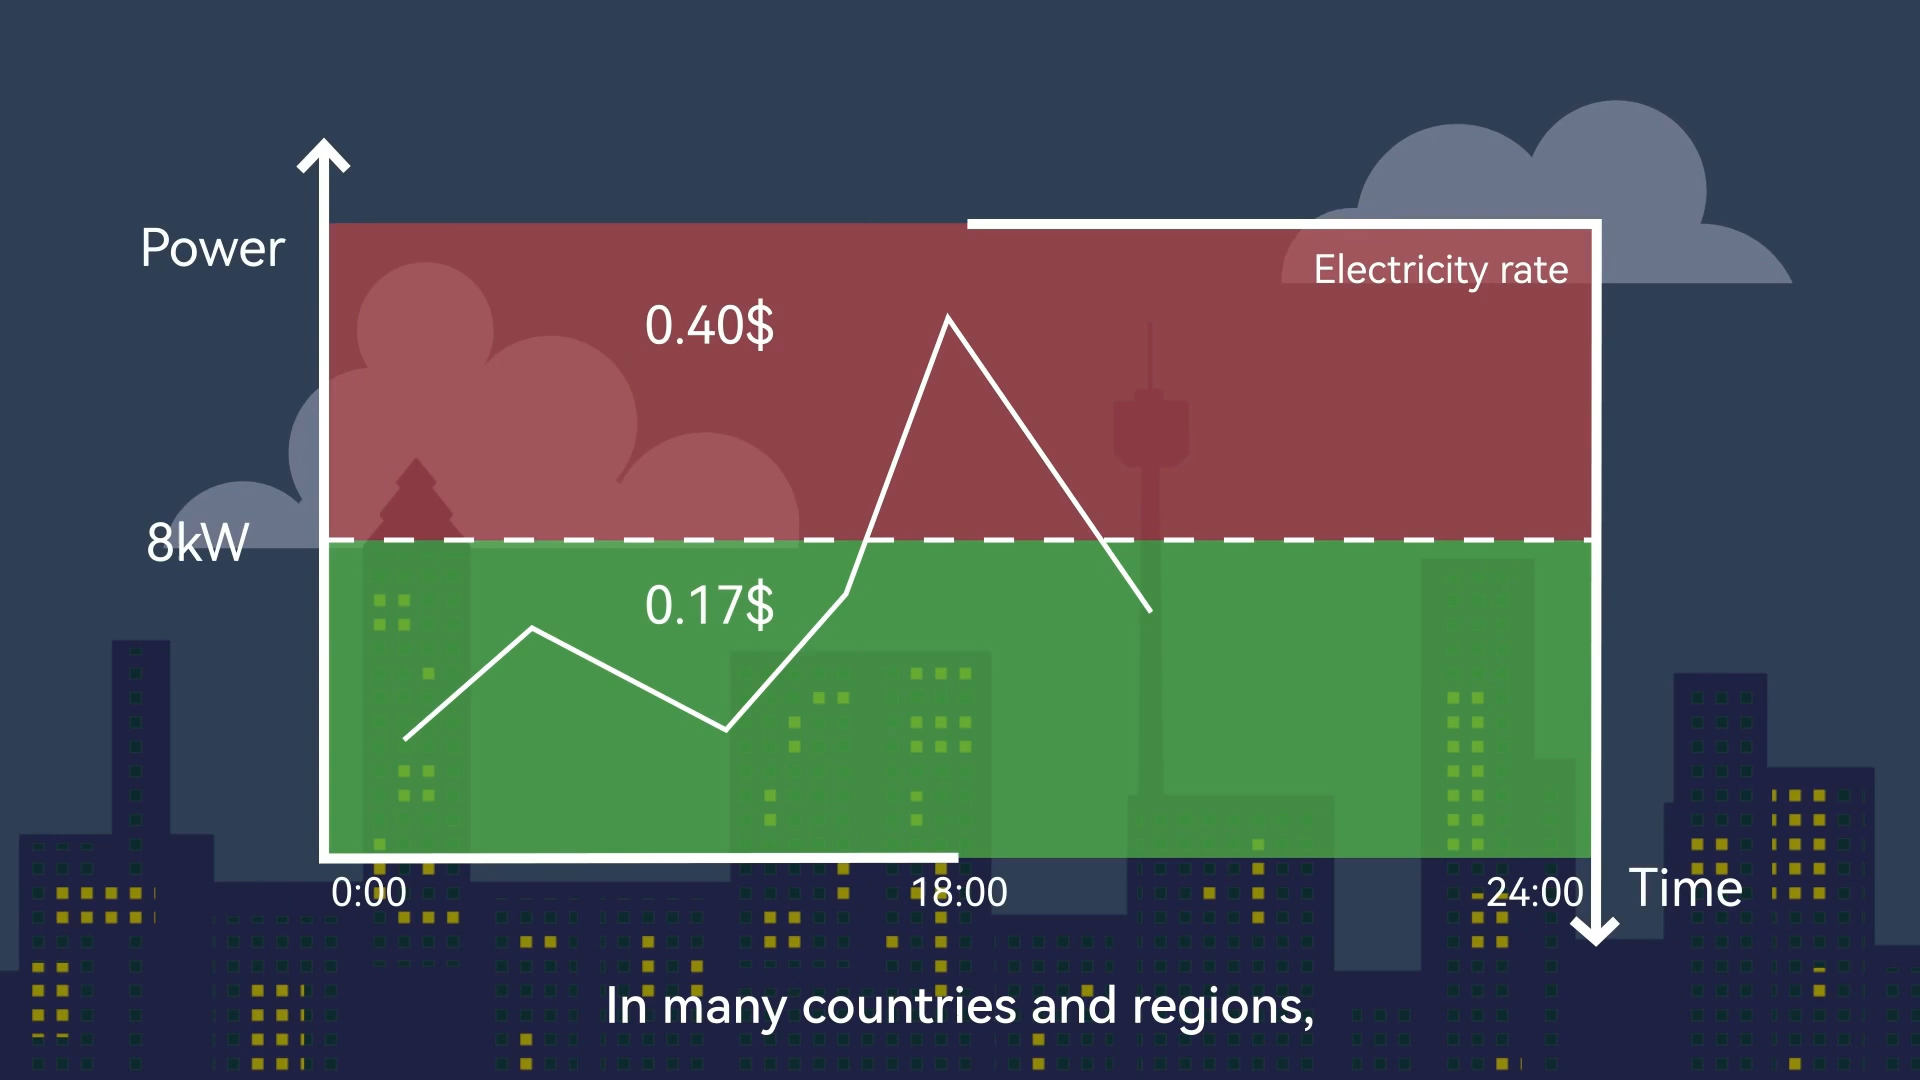 Power
Electricity rate
0.40$
8kW
0.17$
0:00
18:00
24:00
Time
In many countries and regions,